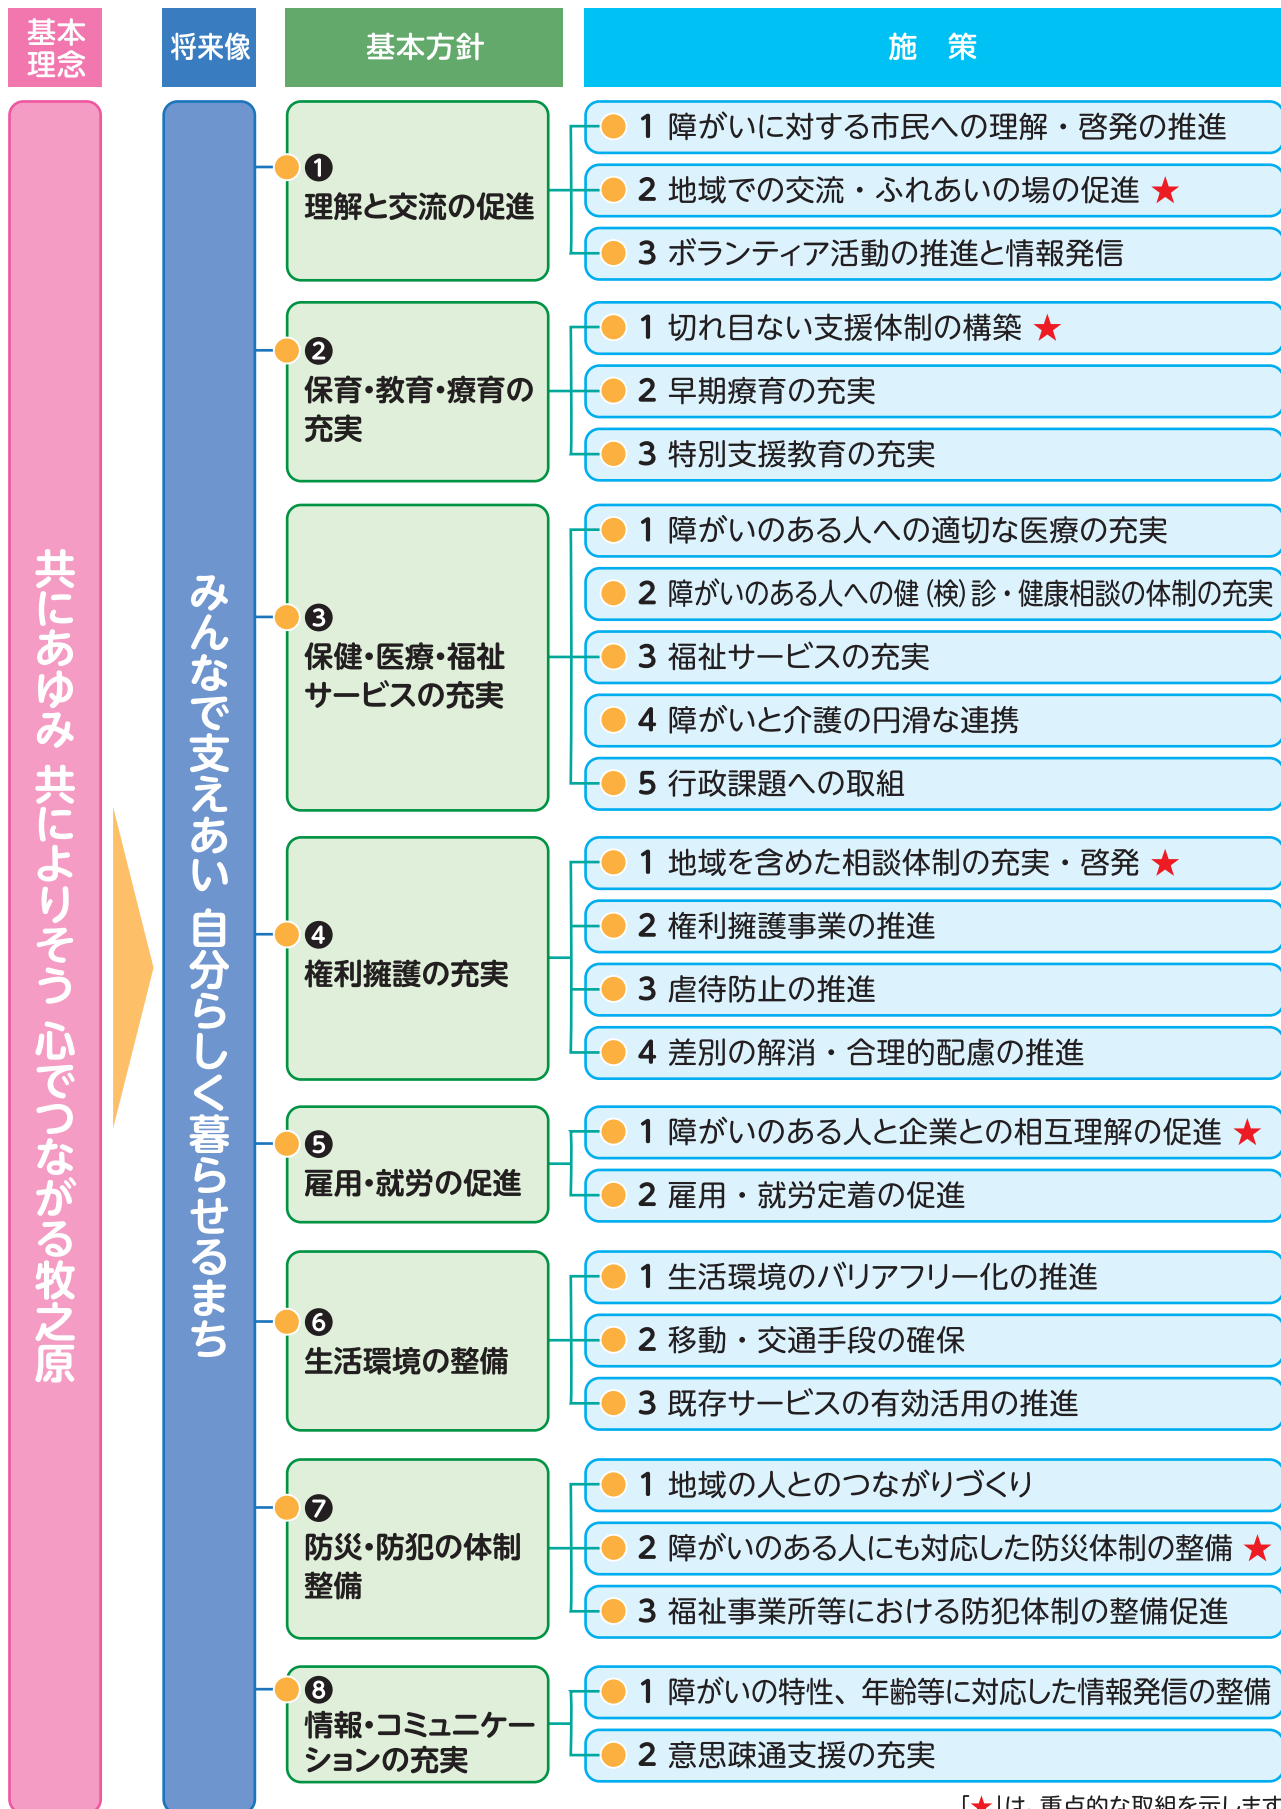 基本
理念
将来像
基本方針
施　策
共にあゆみ 共によりそう 心でつながる牧之原
みんなで支えあい 自分らしく暮らせるまち
❶
理解と交流の促進
1 障がいに対する市民への理解・啓発の推進
2 地域での交流・ふれあいの場の促進 ★
3 ボランティア活動の推進と情報発信
❷
保育・教育・療育の
充実
1 切れ目ない支援体制の構築 ★
2 早期療育の充実
3 特別支援教育の充実
❸
保健・医療・福祉
サービスの充実
1 障がいのある人への適切な医療の充実
2 障がいのある人への健（検）診・健康相談の体制の充実
3 福祉サービスの充実
4 障がいと介護の円滑な連携
5 行政課題への取組
❹
権利擁護の充実
1 地域を含めた相談体制の充実・啓発 ★
2 権利擁護事業の推進
3 虐待防止の推進
4 差別の解消・合理的配慮の推進
❺
雇用・就労の促進
1 障がいのある人と企業との相互理解の促進 ★
2 雇用・就労定着の促進
❻
生活環境の整備
1 生活環境のバリアフリー化の推進
2 移動・交通手段の確保
3 既存サービスの有効活用の推進
❼
防災・防犯の体制
整備
1 地域の人とのつながりづくり
2 障がいのある人にも対応した防災体制の整備 ★
3 福祉事業所等における防犯体制の整備促進
❽
情報・コミュニケー
ションの充実
1 障がいの特性、年齢等に対応した情報発信の整備
2 意思疎通支援の充実
「★」は、重点的な取組を示します